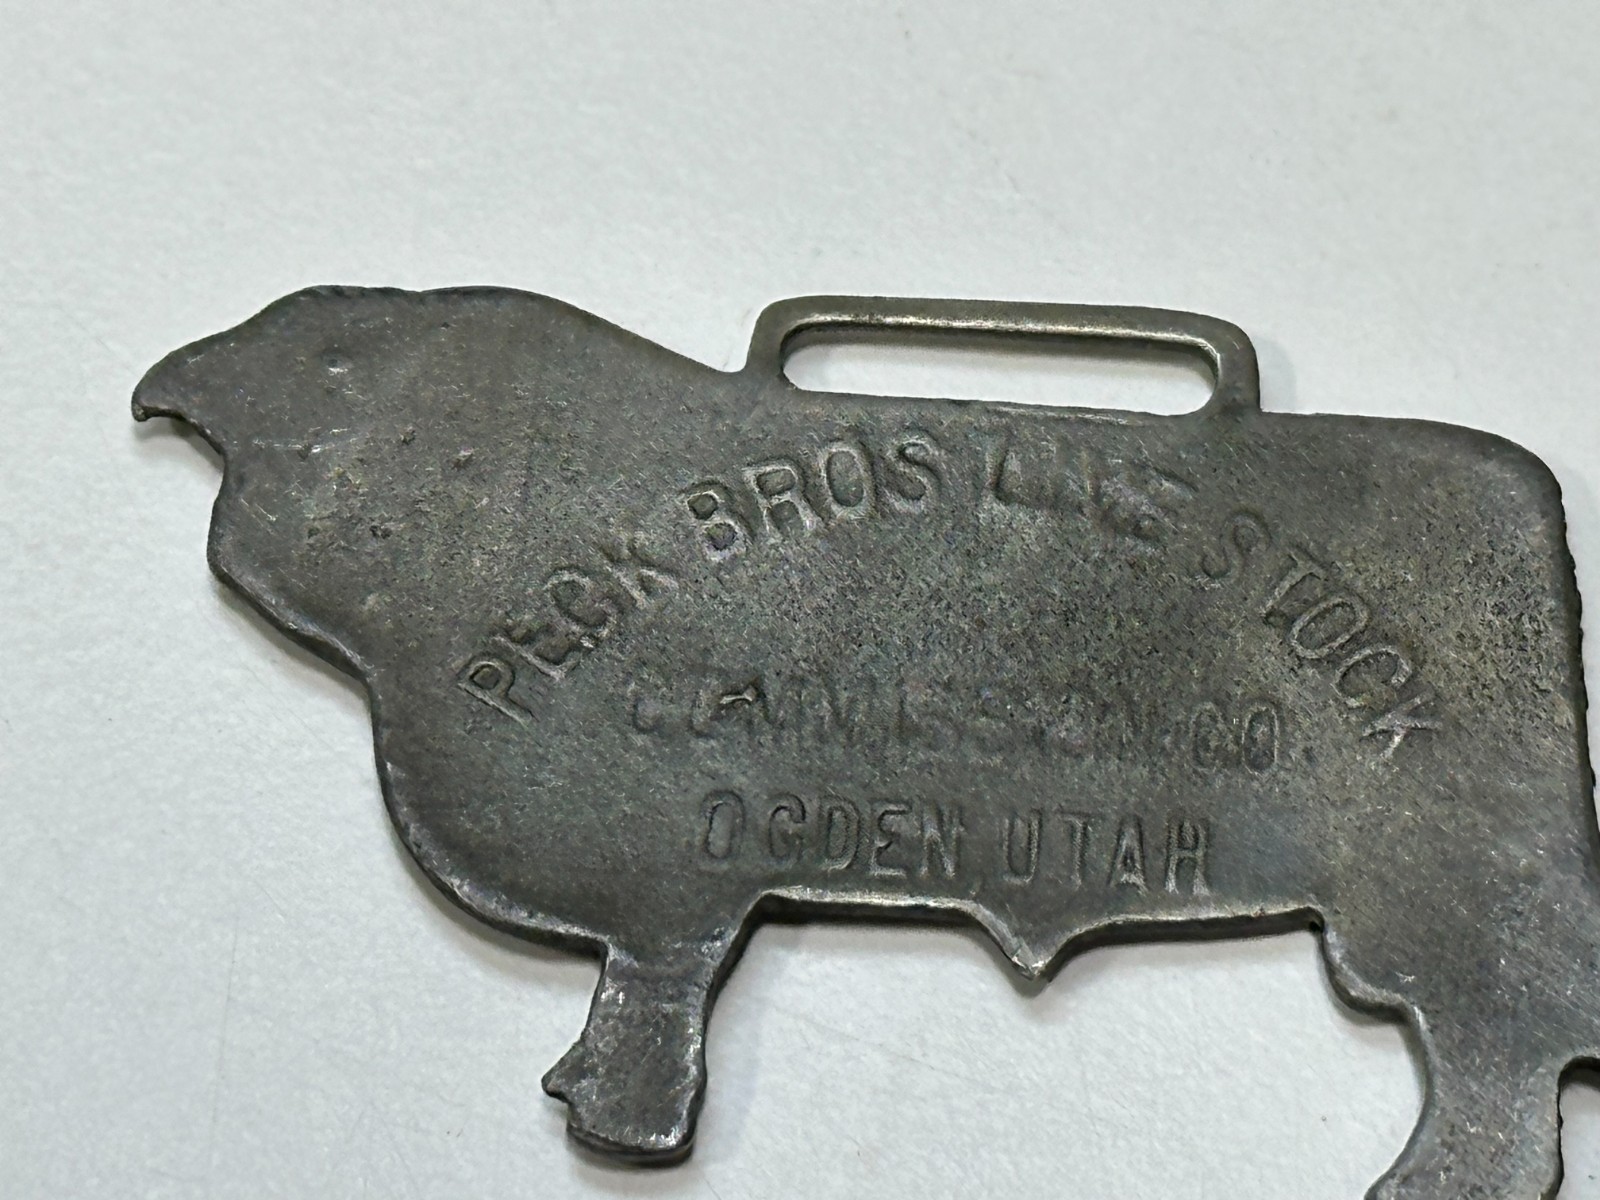 PECK BROS LIVE STOCK
COMMISSION CO.
OGDEN, UTAH